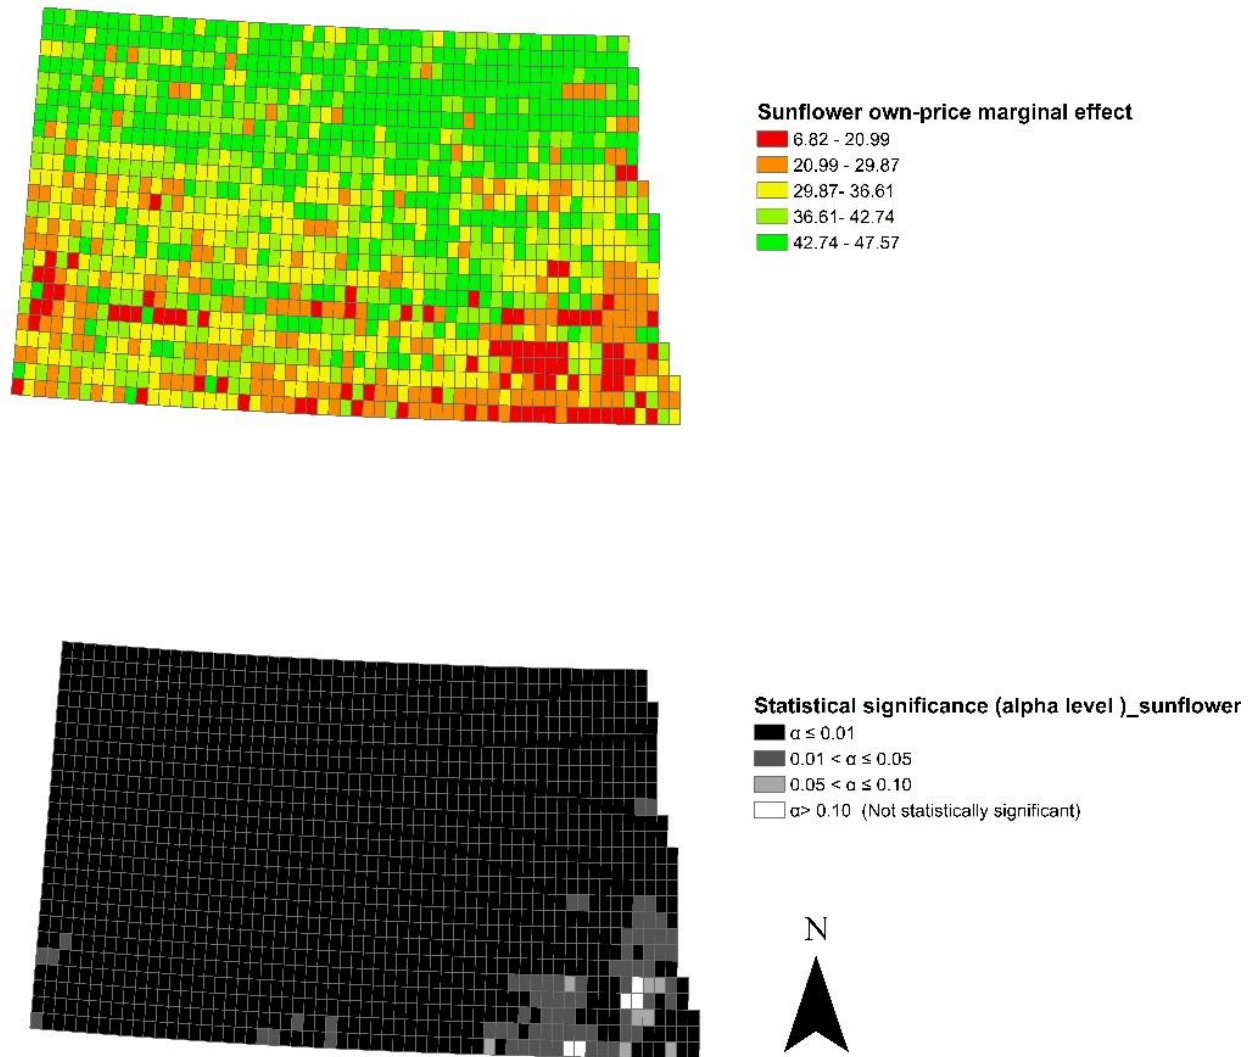 Sunflower own-price marginal effect
6.82 - 20.99
20.99 - 29.87
29.87- 36.61
36.61- 42.74
42.74 - 47.57
Statistical significance (alpha level )_sunflower
α ≤ 0.01
0.01 < α ≤ 0.05
0.05 < α ≤ 0.10
α> 0.10 (Not statistically significant)
N